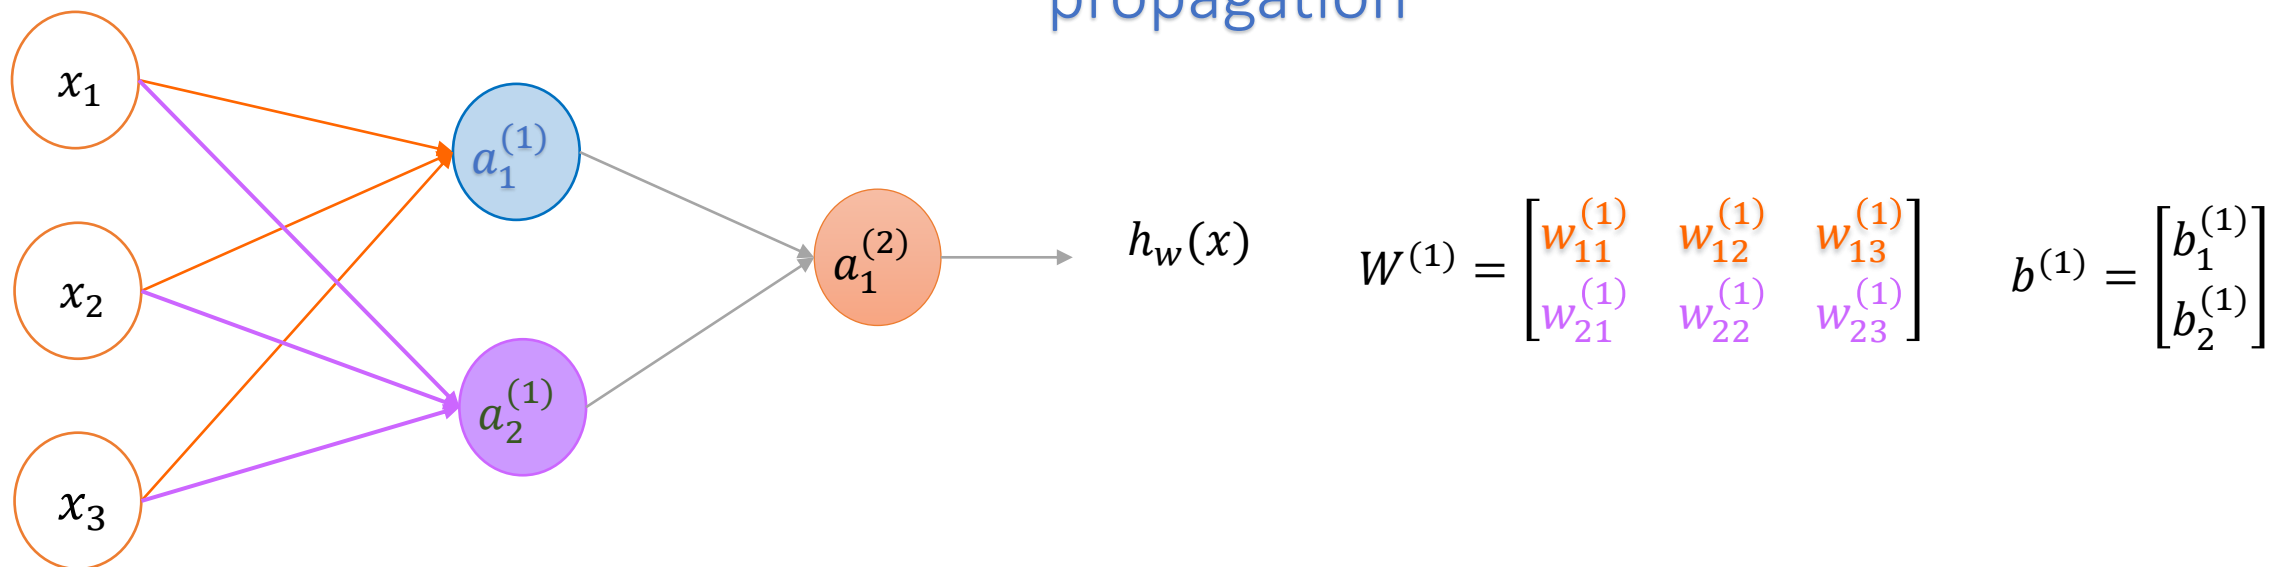 propagation
x₁
x₂
x₃
a₁⁽¹⁾
a₂⁽¹⁾
a₁⁽²⁾
h_w(x)
W⁽¹⁾ = [w₁₁⁽¹⁾ w₁₂⁽¹⁾ w₁₃⁽¹⁾
w₂₁⁽¹⁾ w₂₂⁽¹⁾ w₂₃⁽¹⁾]
b⁽¹⁾ = [b₁⁽¹⁾
b₂⁽¹⁾]